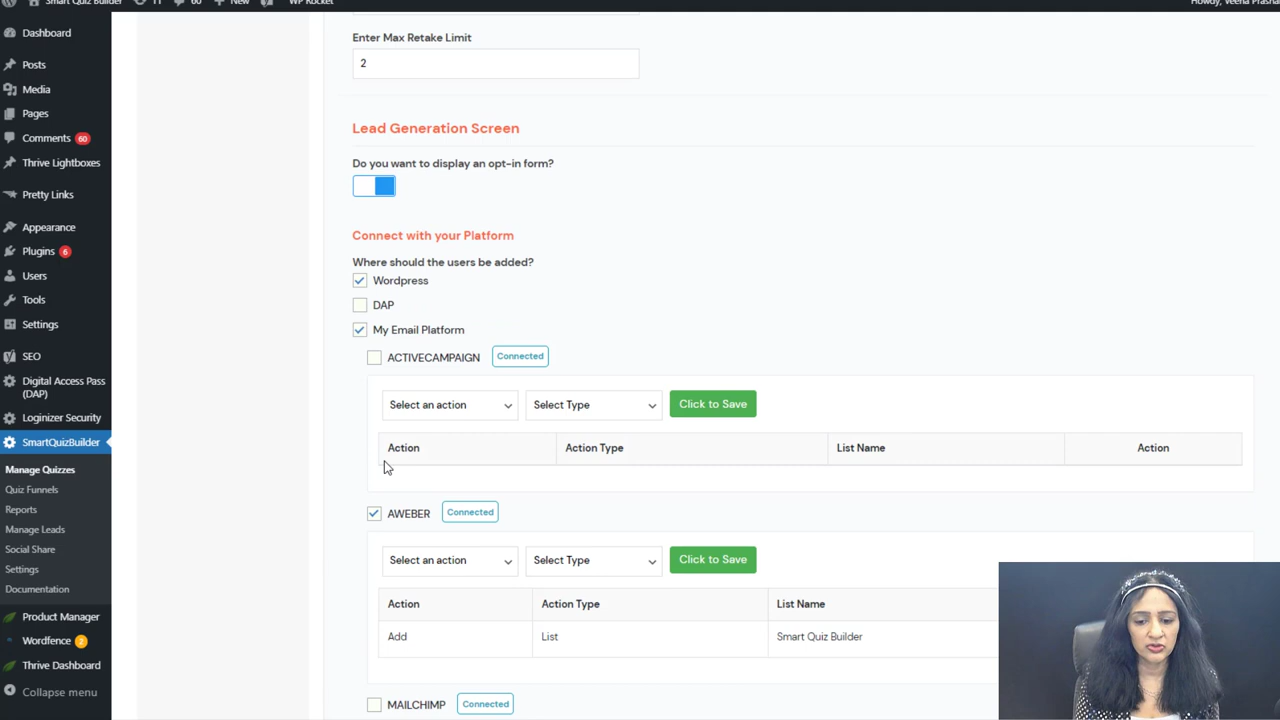 Smart Quiz Builder
11
60
New
WP Rocket
Howdy, Veena Prasha
Dashboard
Posts
Media
Pages
Comments 60
Thrive Lightboxes
Pretty Links
Appearance
Plugins 6
Users
Tools
Settings
SEO
Digital Access Pass
(DAP)
Loginizer Security
SmartQuizBuilder
Manage Quizzes
Quiz Funnels
Reports
Manage Leads
Social Share
Settings
Documentation
Product Manager
Wordfence 2
Thrive Dashboard
Collapse menu
Enter Max Retake Limit
2
Lead Generation Screen
Do you want to display an opt-in form?
Connect with your Platform
Where should the users be added?
Wordpress
DAP
My Email Platform
ACTIVECAMPAIGN Connected
Select an action Select Type Click to Save
Action Action Type List Name Action
AWEBER Connected
Select an action Select Type Click to Save
Action Action Type List Name
Add List Smart Quiz Builder
MAILCHIMP Connected